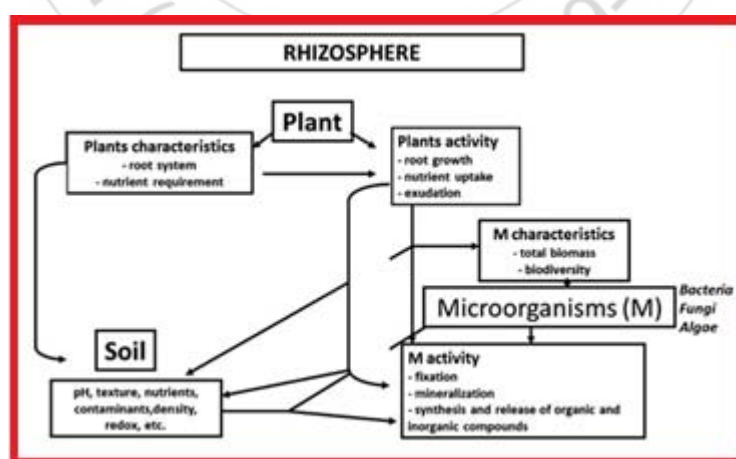 RHIZOSPHERE
Plant
Plants characteristics
- root system
- nutrient requirement
Plants activity
- root growth
- nutrient uptake
- exudation
M characteristics
- total biomass
- biodiversity
Microorganisms (M)
Bacteria
Fungi
Algae
Soil
pH, texture, nutrients,
contaminants,density,
redox, etc.
M activity
- fixation
- mineralization
- synthesis and release of organic and
inorganic compounds